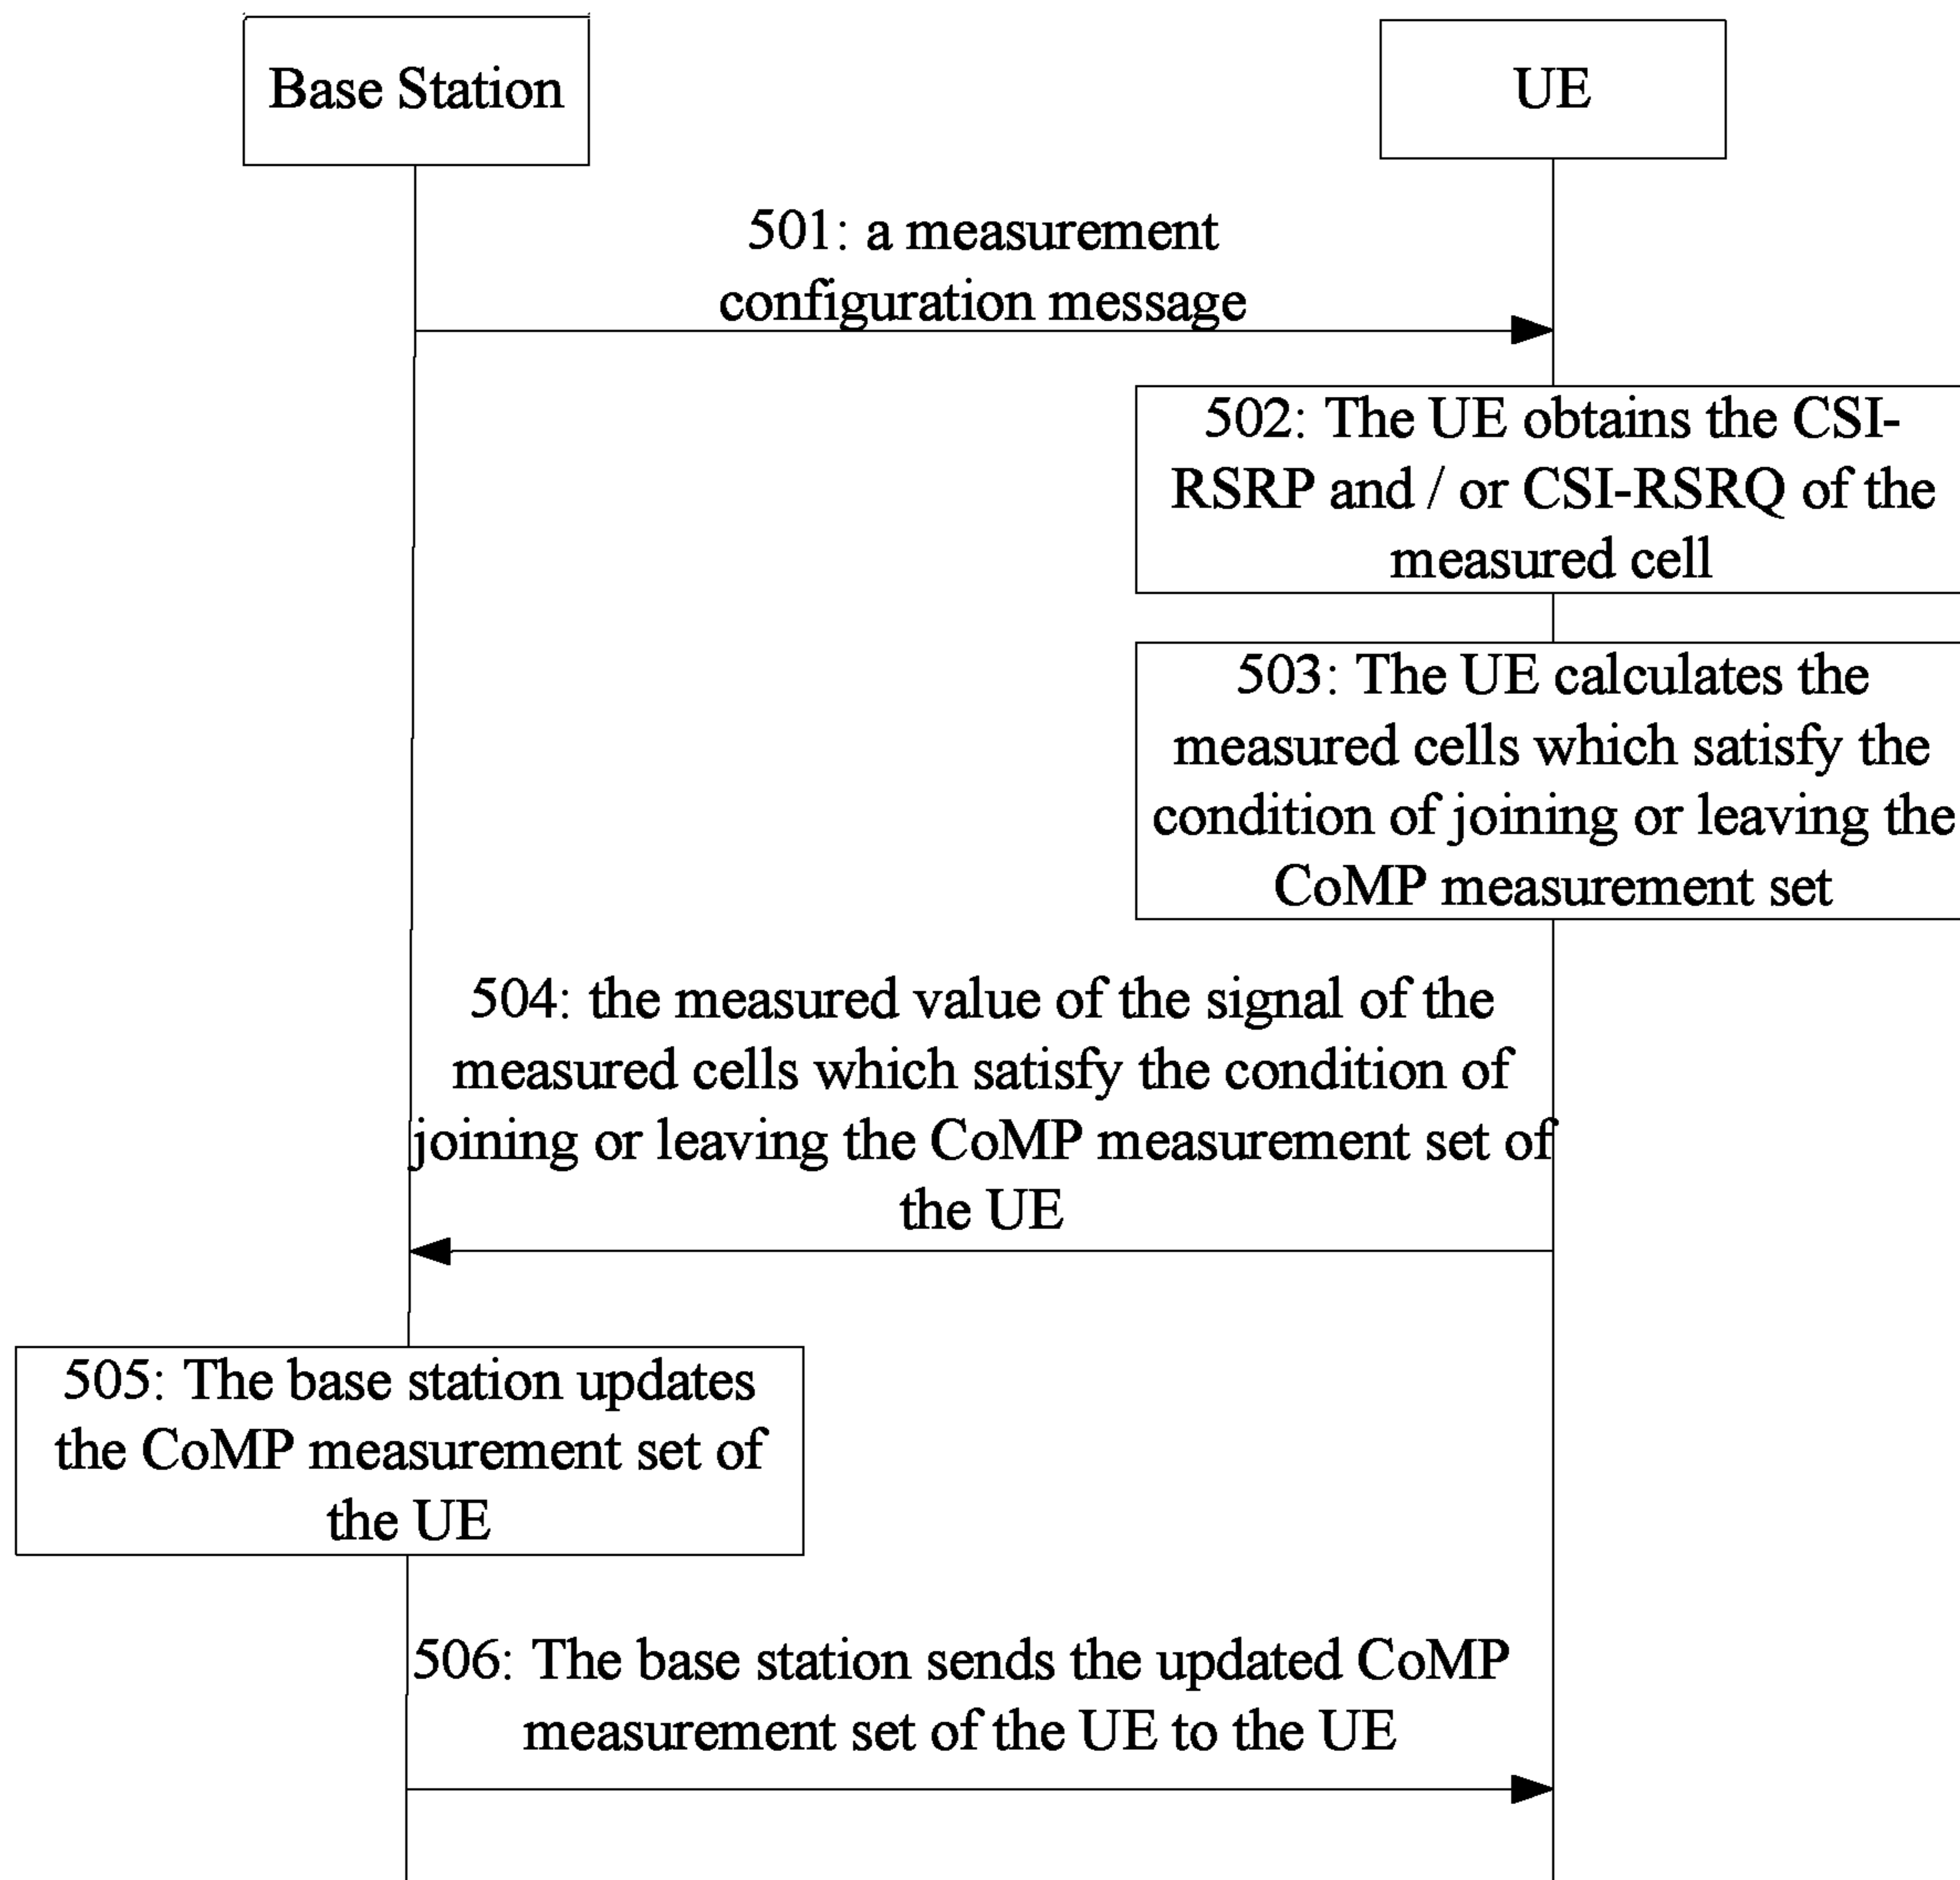 Base Station
UE
501: a measurement
configuration message
502: The UE obtains the CSI-
RSRP and / or CSI-RSRQ of the
measured cell
503: The UE calculates the
measured cells which satisfy the
condition of joining or leaving the
CoMP measurement set
504: the measured value of the signal of the
measured cells which satisfy the condition of
joining or leaving the CoMP measurement set of
the UE
505: The base station updates
the CoMP measurement set of
the UE
506: The base station sends the updated CoMP
measurement set of the UE to the UE